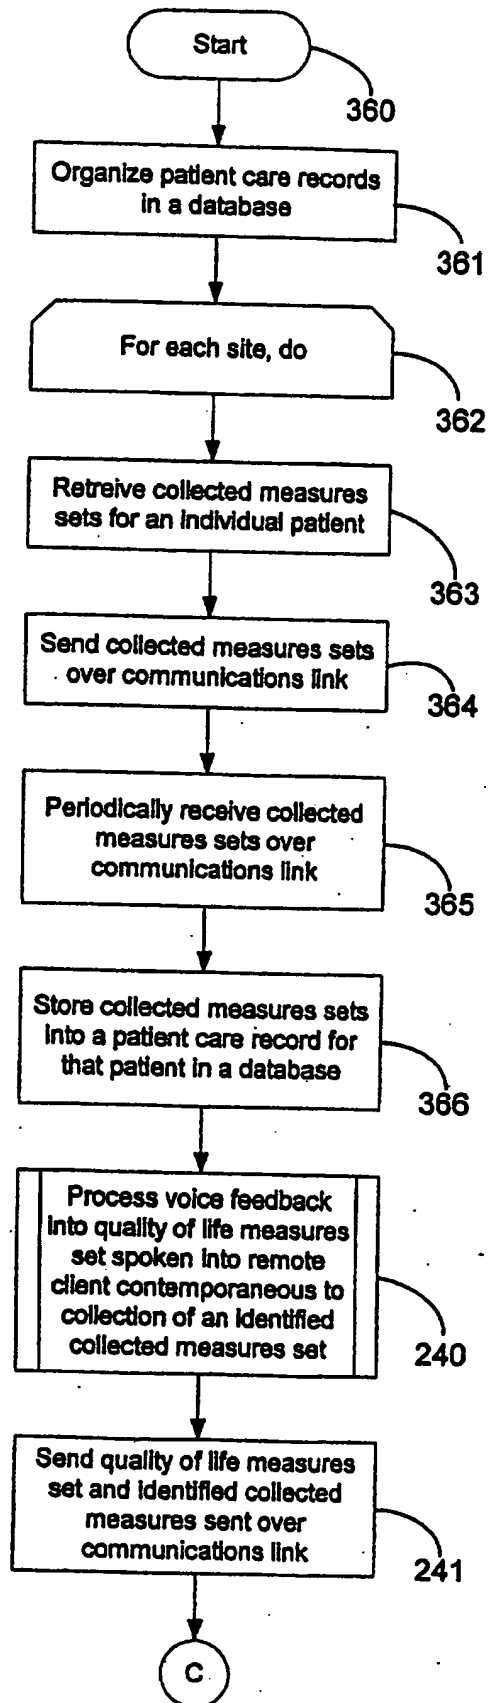 Start
360
Organize patient care records
in a database
361
For each site, do
362
Retreive collected measures
sets for an individual patient
363
Send collected measures sets
over communications link
364
Periodically receive collected
measures sets over
communications link
365
Store collected measures sets
into a patient care record for
that patient in a database
366
Process voice feedback
into quality of life measures
set spoken into remote
client contemporaneous to
collection of an identified
collected measures set
240
Send quality of life measures
set and identified collected
measures sent over
communications link
241
C